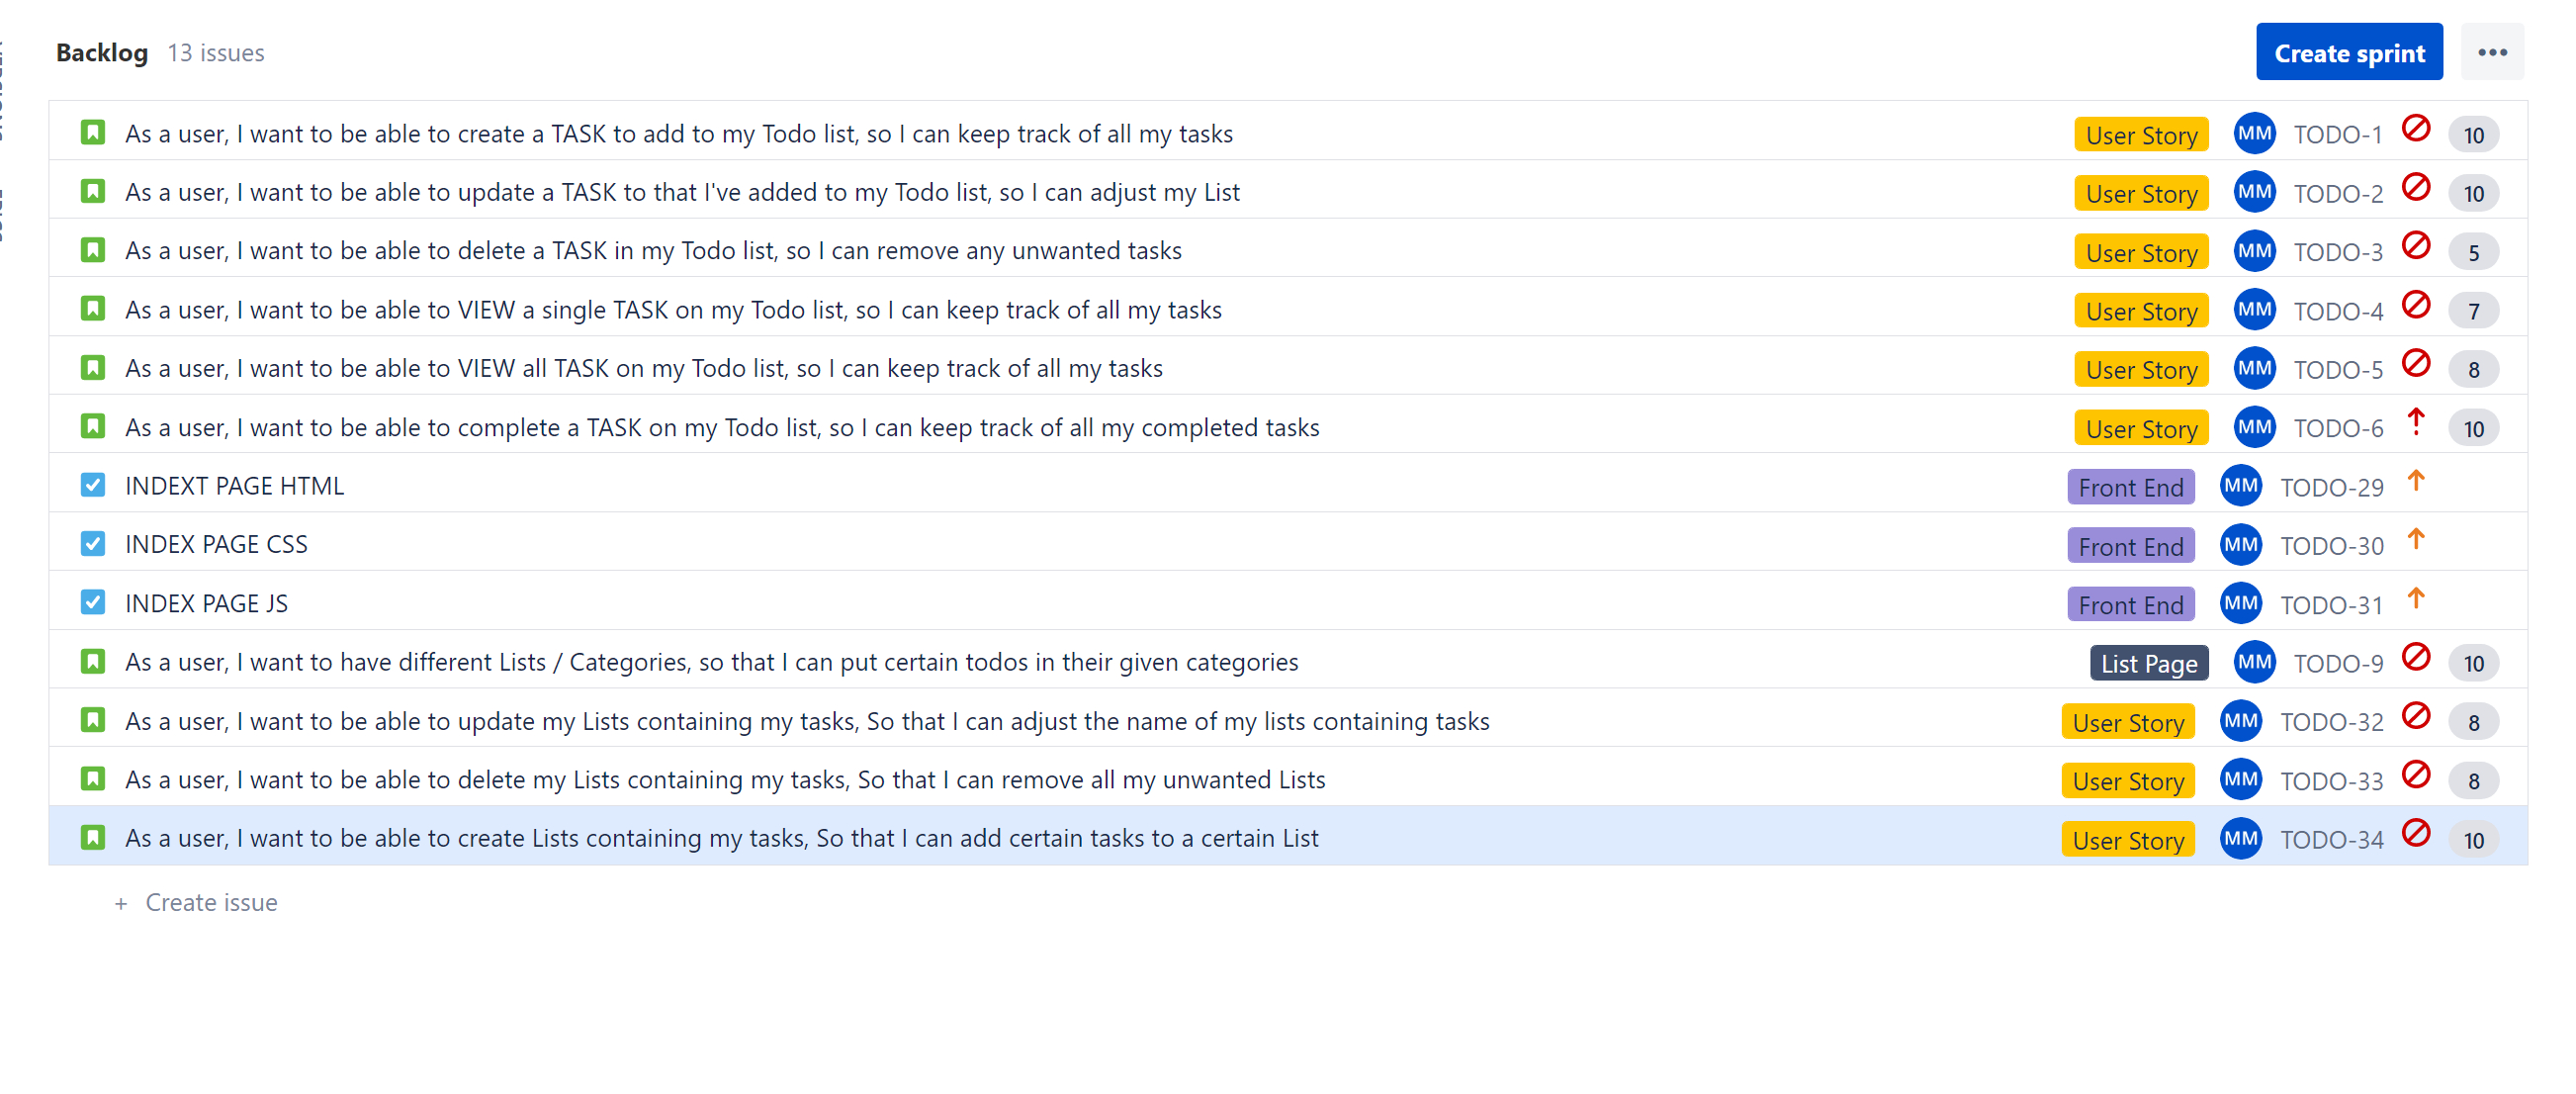 Backlog 13 issues Create sprint
As a user, I want to be able to create a TASK to add to my Todo list, so I can keep track of all my tasks User Story MM TODO-1 10
As a user, I want to be able to update a TASK to that I've added to my Todo list, so I can adjust my List User Story MM TODO-2 10
As a user, I want to be able to delete a TASK in my Todo list, so I can remove any unwanted tasks User Story MM TODO-3 5
As a user, I want to be able to VIEW a single TASK on my Todo list, so I can keep track of all my tasks User Story MM TODO-4 7
As a user, I want to be able to VIEW all TASK on my Todo list, so I can keep track of all my tasks User Story MM TODO-5 8
As a user, I want to be able to complete a TASK on my Todo list, so I can keep track of all my completed tasks User Story MM TODO-6 10
INDEXT PAGE HTML Front End MM TODO-29
INDEX PAGE CSS Front End MM TODO-30
INDEX PAGE JS Front End MM TODO-31
As a user, I want to have different Lists / Categories, so that I can put certain todos in their given categories List Page MM TODO-9 10
As a user, I want to be able to update my Lists containing my tasks, So that I can adjust the name of my lists containing tasks User Story MM TODO-32 8
As a user, I want to be able to delete my Lists containing my tasks, So that I can remove all my unwanted Lists User Story MM TODO-33 8
As a user, I want to be able to create Lists containing my tasks, So that I can add certain tasks to a certain List User Story MM TODO-34 10
+ Create issue